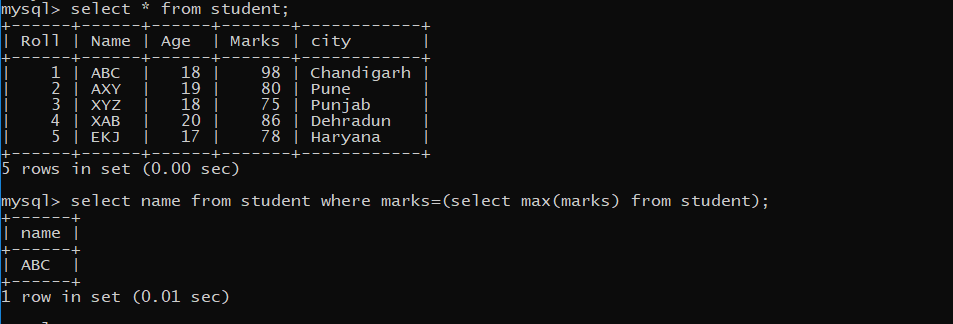 mysql> select * from student;
+------+------+------+-------+------------+
| Roll | Name | Age  | Marks | city       |
+------+------+------+-------+------------+
|    1 | ABC  |   18 |    98 | Chandigarh |
|    2 | AXY  |   19 |    80 | Pune       |
|    3 | XYZ  |   18 |    75 | Punjab     |
|    4 | XAB  |   20 |    86 | Dehradun   |
|    5 | EKJ  |   17 |    78 | Haryana    |
+------+------+------+-------+------------+
5 rows in set (0.00 sec)
mysql> select name from student where marks=(select max(marks) from student);
+------+
| name |
+------+
| ABC  |
+------+
1 row in set (0.01 sec)